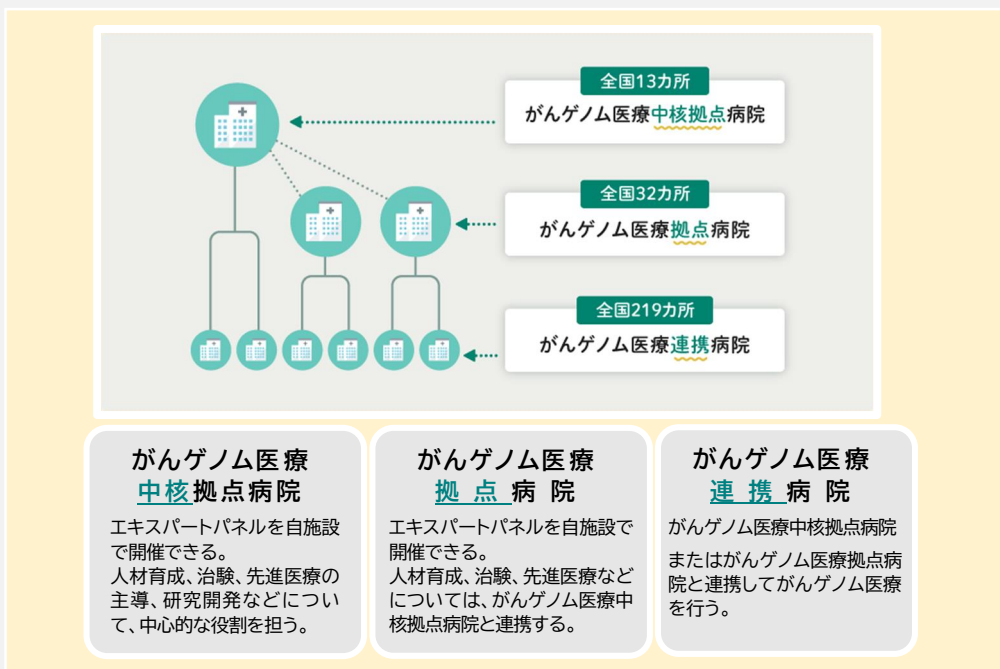 全国13カ所
がんゲノム医療中核拠点病院
全国32カ所
がんゲノム医療拠点病院
全国219カ所
がんゲノム医療連携病院
がんゲノム医療
中核拠点病院
エキスパートパネルを自施設
で開催できる。
人材育成、治験、先進医療の
主導、研究開発などについ
て、中心的な役割を担う。
がんゲノム医療
拠点病院
エキスパートパネルを自施設で
開催できる。
人材育成、治験、先進医療など
については、がんゲノム医療中
核拠点病院と連携する。
がんゲノム医療
連携病院
がんゲノム医療中核拠点病院
またはがんゲノム医療拠点病
院と連携してがんゲノム医療
を行う。